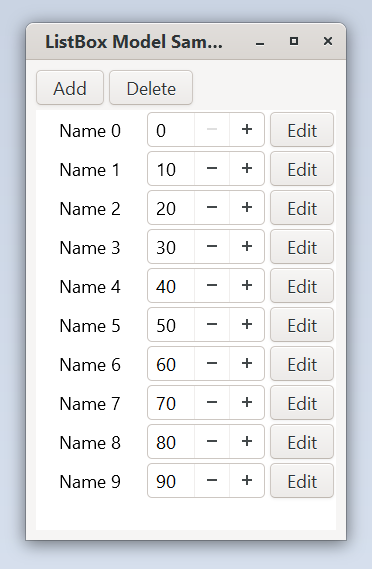 ListBox Model Sam...
Add Delete
Name 0 0 − + Edit
Name 1 10 − + Edit
Name 2 20 − + Edit
Name 3 30 − + Edit
Name 4 40 − + Edit
Name 5 50 − + Edit
Name 6 60 − + Edit
Name 7 70 − + Edit
Name 8 80 − + Edit
Name 9 90 − + Edit